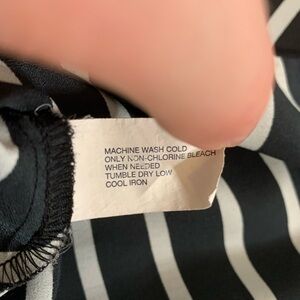 MACHINE WASH COLD
ONLY NON-CHLORINE BLEACH
WHEN NEEDED
TUMBLE DRY LOW
COOL IRON